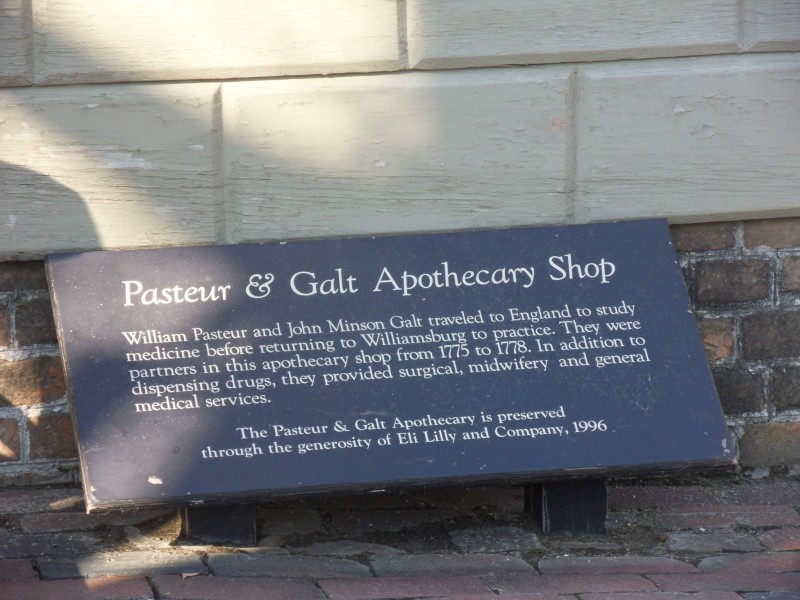 Pasteur & Galt Apothecary Shop
William Pasteur and John Minson Galt traveled to England to study
medicine before returning to Williamsburg to practice. They were
partners in this apothecary shop from 1775 to 1778. In addition to
dispensing drugs, they provided surgical, midwifery and general
medical services.
The Pasteur & Galt Apothecary is preserved
through the generosity of Eli Lilly and Company, 1996